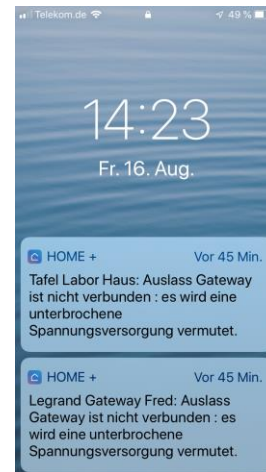 Telekom.de
49 %
14:23
Fr. 16. Aug.
HOME +
Vor 45 Min.
Tafel Labor Haus: Auslass Gateway
ist nicht verbunden : es wird eine
unterbrochene
Spannungsversorgung vermutet.
HOME +
Vor 45 Min.
Legrand Gateway Fred: Auslass
Gateway ist nicht verbunden : es
wird eine unterbrochene
Spannungsversorgung vermutet.